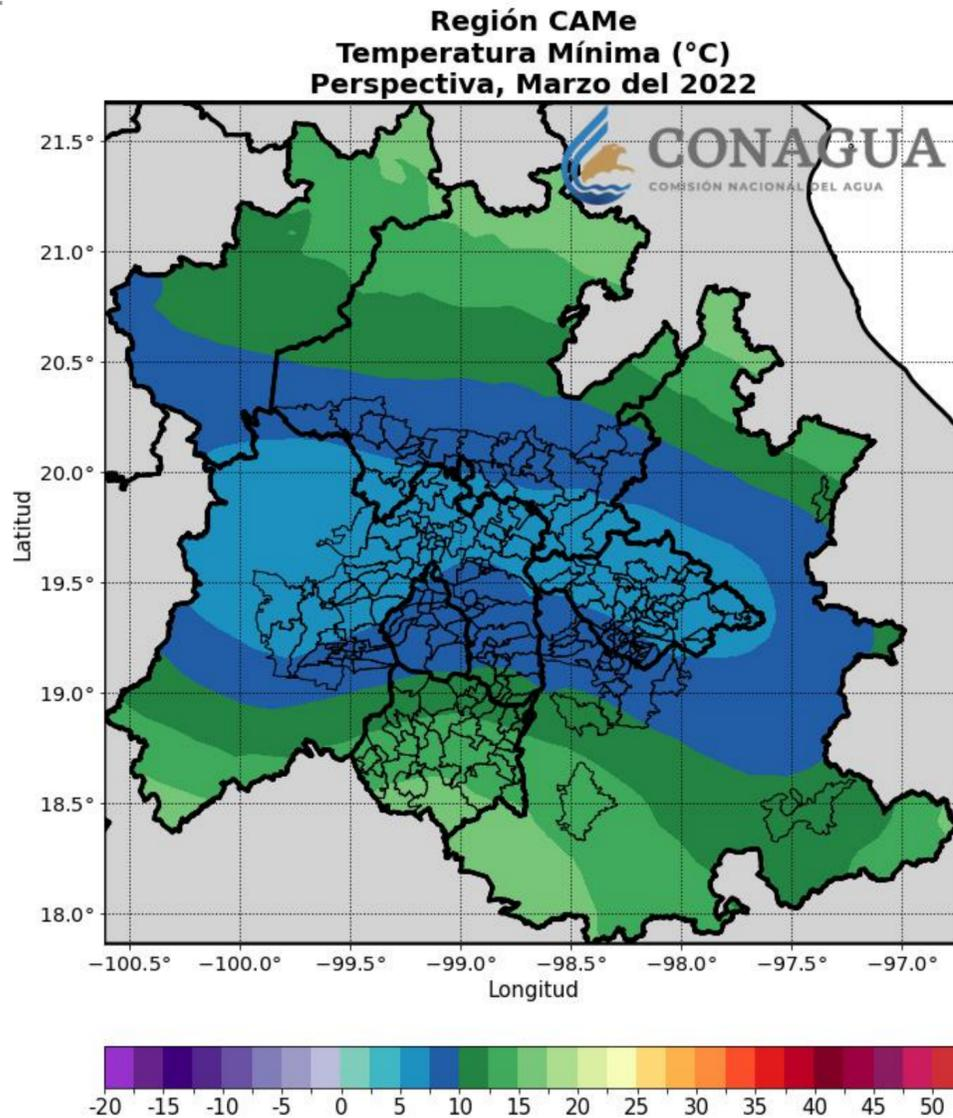 Región CAMe
Temperatura Mínima (°C)
Perspectiva, Marzo del 2022
CONAGUA
COMISIÓN NACIONAL DEL AGUA
21.5°
21.0°
20.5°
20.0°
19.5°
19.0°
18.5°
18.0°
Latitud
−100.5° −100.0° −99.5° −99.0° −98.5° −98.0° −97.5° −97.0°
Longitud
-20 -15 -10 -5 0 5 10 15 20 25 30 35 40 45 50